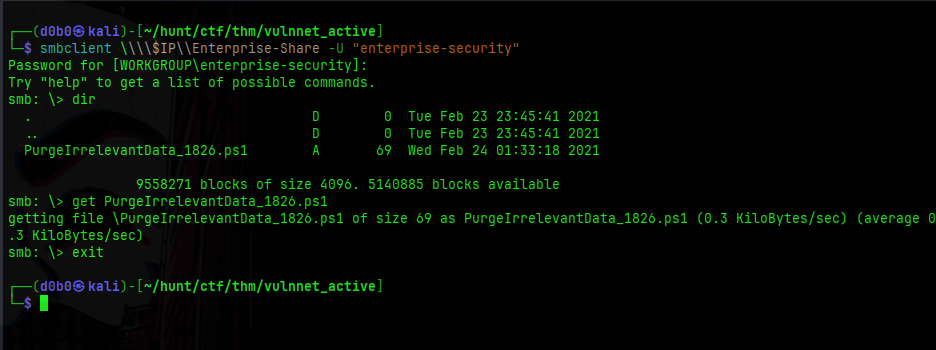 ┌──(d0b0㉿kali)-[~/hunt/ctf/thm/vulnnet_active]
└─$ smbclient \\\\$IP\\Enterprise-Share -U "enterprise-security"
Password for [WORKGROUP\enterprise-security]:
Try "help" to get a list of possible commands.
smb: \> dir
  .                                   D        0  Tue Feb 23 23:45:41 2021
  ..                                  D        0  Tue Feb 23 23:45:41 2021
  PurgeIrrelevantData_1826.ps1        A       69  Wed Feb 24 01:33:18 2021
                9558271 blocks of size 4096. 5140885 blocks available
smb: \> get PurgeIrrelevantData_1826.ps1
getting file \PurgeIrrelevantData_1826.ps1 of size 69 as PurgeIrrelevantData_1826.ps1 (0.3 KiloBytes/sec) (average 0
.3 KiloBytes/sec)
smb: \> exit
┌──(d0b0㉿kali)-[~/hunt/ctf/thm/vulnnet_active]
└─$